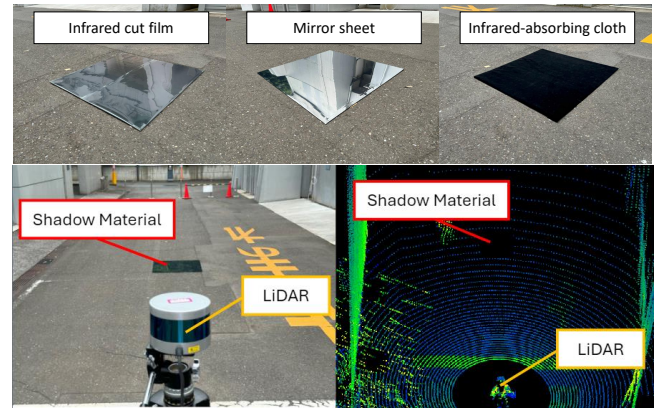 Infrared cut film
Mirror sheet
Infrared-absorbing cloth
Shadow Material
LiDAR
Shadow Material
LiDAR